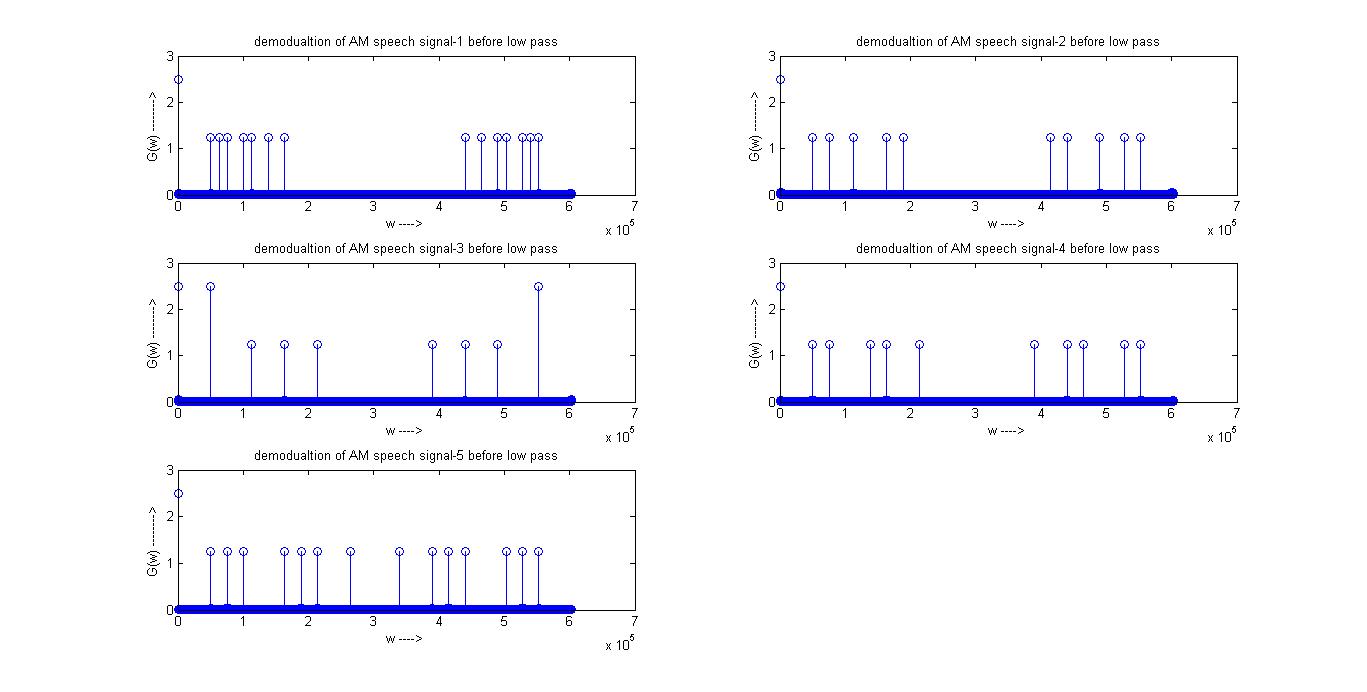 demodualtion of AM speech signal-1 before low pass
G(w) -------->
3
2
1
0
0 1 2 3 4 5 6 7
w ---->
x 10^5
demodualtion of AM speech signal-2 before low pass
G(w) -------->
3
2
1
0
0 1 2 3 4 5 6 7
w ---->
x 10^5
demodualtion of AM speech signal-3 before low pass
G(w) -------->
3
2
1
0
0 1 2 3 4 5 6 7
w ---->
x 10^5
demodualtion of AM speech signal-4 before low pass
G(w) -------->
3
2
1
0
0 1 2 3 4 5 6 7
w ---->
x 10^5
demodualtion of AM speech signal-5 before low pass
G(w) -------->
3
2
1
0
0 1 2 3 4 5 6 7
w ---->
x 10^5